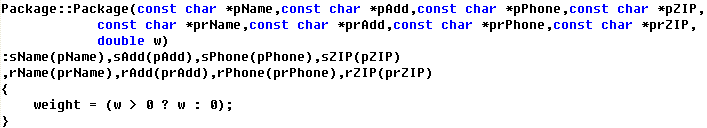 Package::Package(const char *pName,const char *pAdd,const char *pPhone,const char *pZIP,
const char *prName,const char *prAdd,const char *prPhone,const char *prZIP,
double w)
:sName(pName),sAdd(pAdd),sPhone(pPhone),sZIP(pZIP)
,rName(prName),rAdd(prAdd),rPhone(prPhone),rZIP(prZIP)
{
weight = (w > 0 ? w : 0);
}